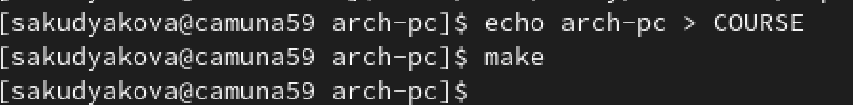 [sakudyakova@camuna59 arch-pc]$ echo arch-pc > COURSE
[sakudyakova@camuna59 arch-pc]$ make
[sakudyakova@camuna59 arch-pc]$